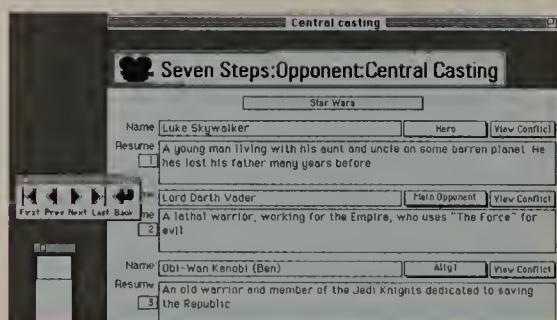 Central casting
Seven Steps:Opponent:Central Casting
Star Wars
Name Luke Skywalker Hero View Conflict
Resume A young man living with his aunt and uncle on some barren planet. He
1 has lost his father many years before
First Prev Next Last Back
me Lord Darth Vader Main Opponent View Conflict
me A lethal warrior, working for the Empire, who uses "The Force" for
2 evil
Name Obi-Wan Kenobi (Ben) Ally1 View Conflict
Resume An old warrior and member of the Jedi Knights dedicated to saving
3 the Republic